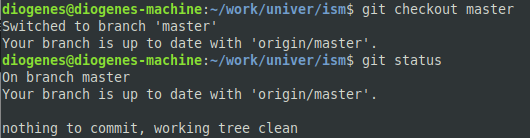 diogenes@diogenes-machine:~/work/univer/ism$ git checkout master
Switched to branch 'master'
Your branch is up to date with 'origin/master'.
diogenes@diogenes-machine:~/work/univer/ism$ git status
On branch master
Your branch is up to date with 'origin/master'.

nothing to commit, working tree clean